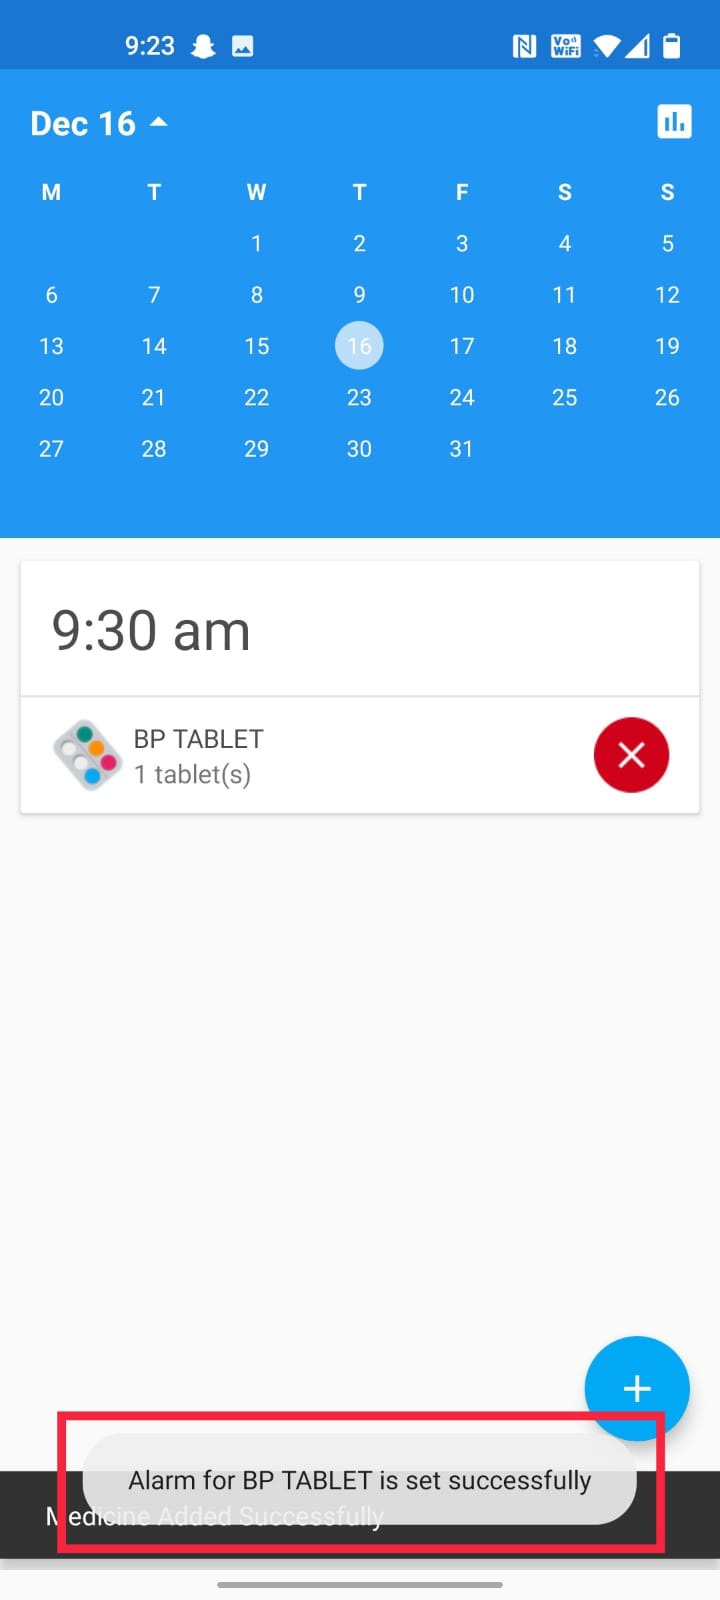 9:23
Vo WiFi
Dec 16
M T W T F S S
1 2 3 4 5
6 7 8 9 10 11 12
13 14 15 16 17 18 19
20 21 22 23 24 25 26
27 28 29 30 31
9:30 am
BP TABLET
1 tablet(s)
Alarm for BP TABLET is set successfully
Medicine Added Successfully